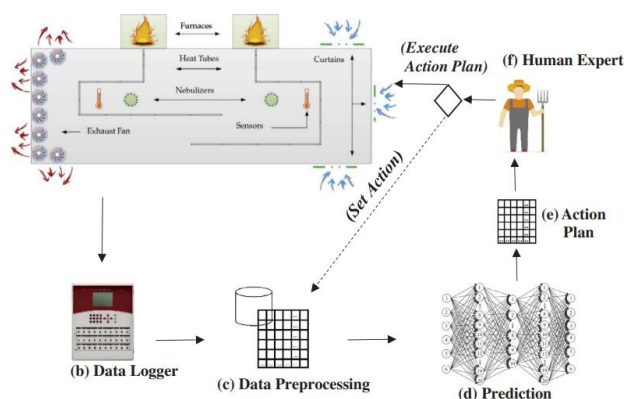 Furnaces
Heat Tubes
Curtains
Nebulizers
Sensors
Exhaust Fan
(Execute
Action Plan)
(f) Human Expert
(Set Action)
(e) Action
Plan
(b) Data Logger
(c) Data Preprocessing
(d) Prediction